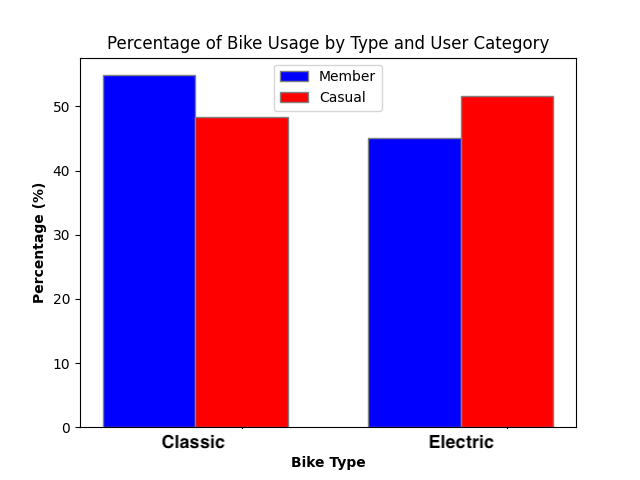 Percentage of Bike Usage by Type and User Category
Member
Casual
Percentage (%)
50
40
30
20
10
0
Classic Electric
Bike Type